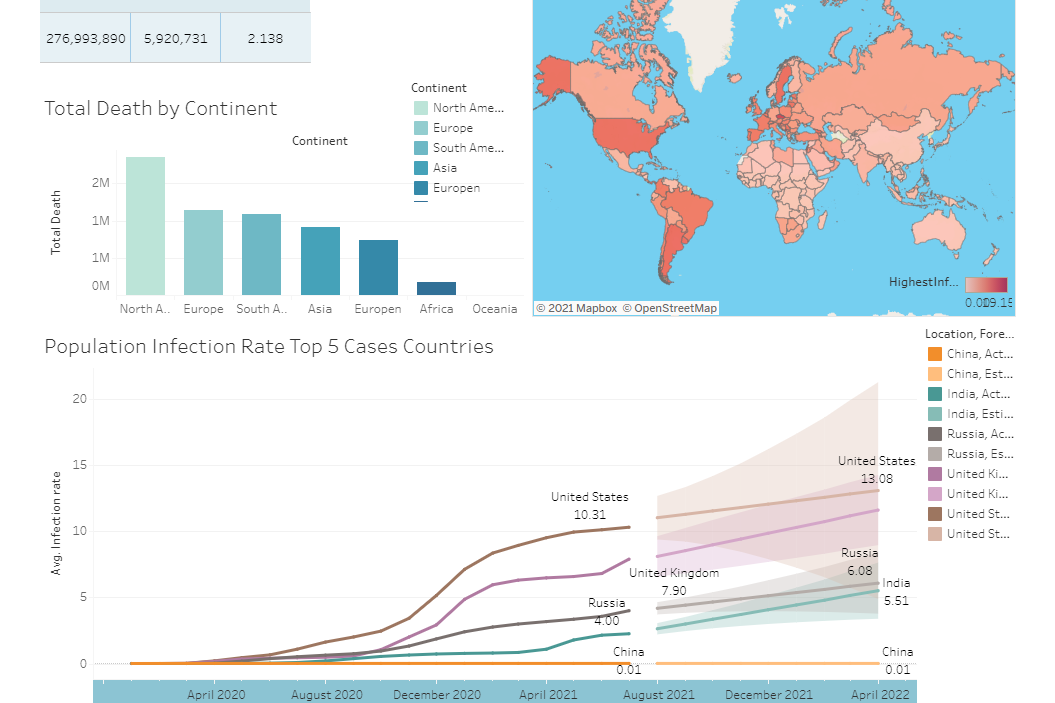 276,993,890 5,920,731 2.138
Total Death by Continent
Continent
North Ame...
Europe
South Ame...
Asia
Europen
Continent
Total Death
2M
1M
1M
0M
North A.. Europe South A.. Asia Europen Africa Oceania
HighestInf...
© 2021 Mapbox © OpenStreetMap
Population Infection Rate Top 5 Cases Countries
Location, Fore...
China, Act...
China, Est...
India, Act...
India, Esti...
Russia, Ac...
Russia, Es...
United Ki...
United Ki...
United St...
United St...
Avg. Infection rate
20
15
10
5
0
United States
10.31
United Kingdom
7.90
Russia
4.00
China
0.01
United States
13.08
Russia
6.08
India
5.51
China
0.01
April 2020 August 2020 December 2020 April 2021 August 2021 December 2021 April 2022